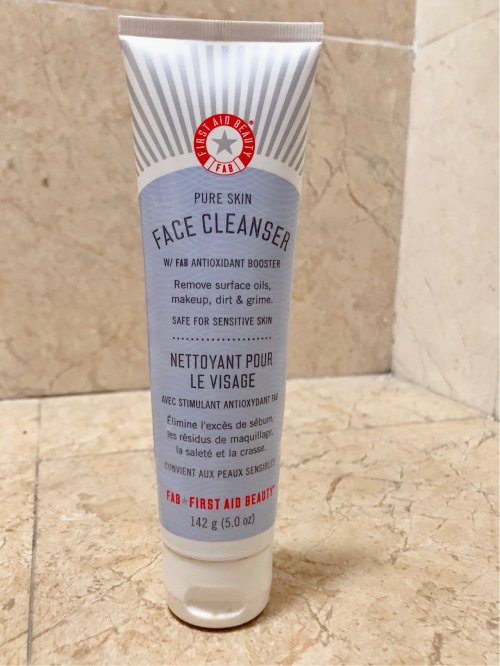 FIRST AID BEAUTY
FAB
PURE SKIN
FACE CLEANSER
W/ FAB ANTIOXIDANT BOOSTER
Remove surface oils,
makeup, dirt & grime.
SAFE FOR SENSITIVE SKIN
NETTOYANT POUR
LE VISAGE
AVEC STIMULANT ANTIOXYDANT FAB
Élimine l'excès de sébum,
les résidus de maquillage,
la saleté et la crasse.
CONVIENT AUX PEAUX SENSIBLES
FAB★FIRST AID BEAUTY
142 g (5.0 oz)